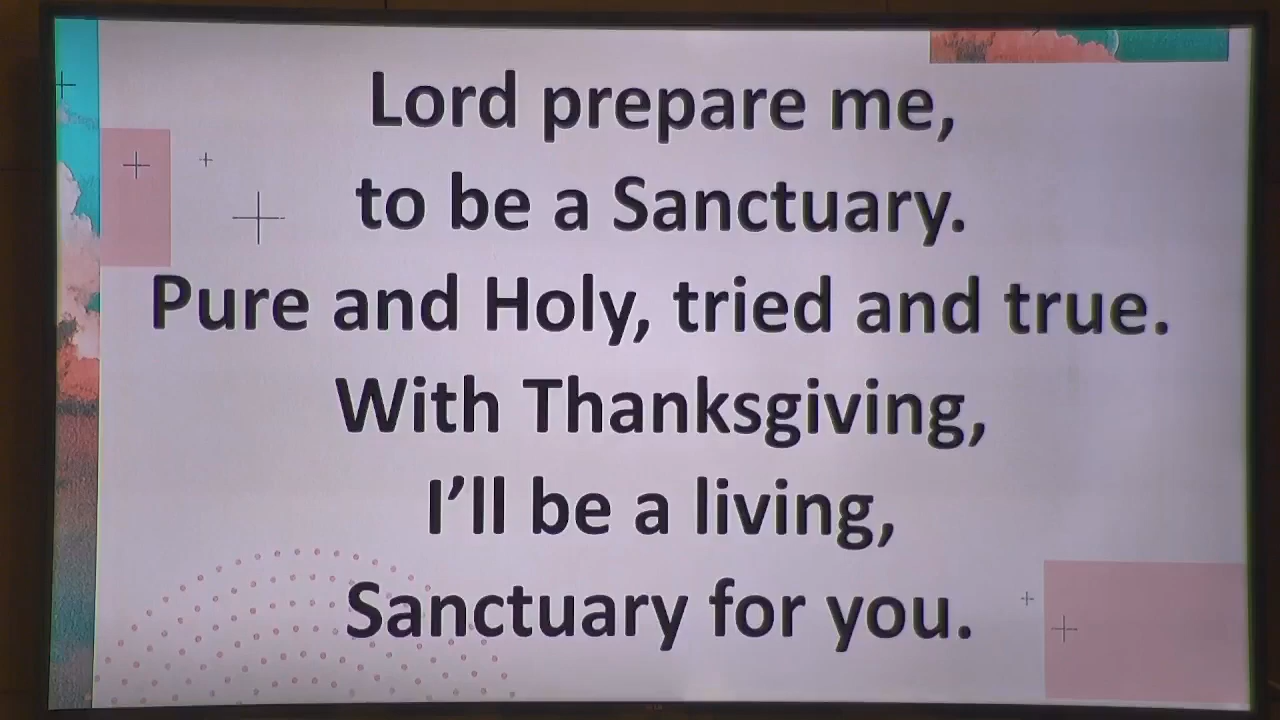 Lord prepare me,
to be a Sanctuary.
Pure and Holy, tried and true.
With Thanksgiving,
I’ll be a living,
Sanctuary for you.